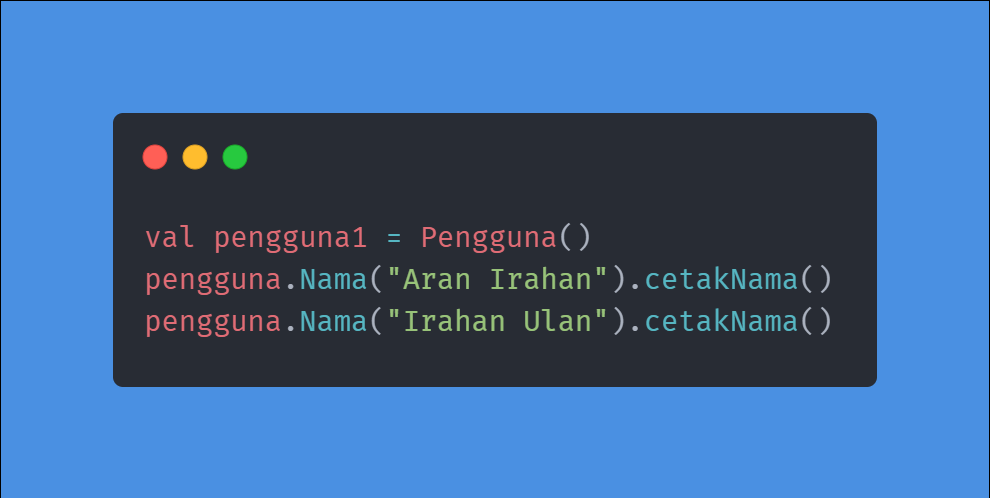 val pengguna1 = Pengguna()
pengguna.Nama("Aran Irahan").cetakNama()
pengguna.Nama("Irahan Ulan").cetakNama()